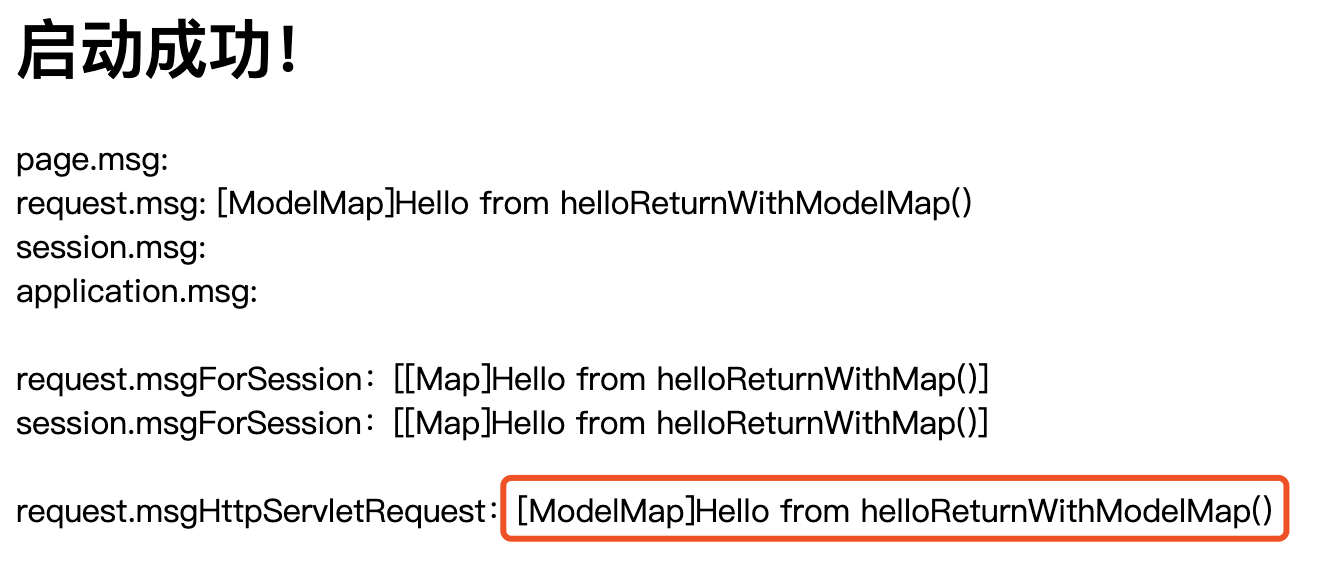 启动成功！
page.msg:
request.msg: [ModelMap]Hello from helloReturnWithModelMap()
session.msg:
application.msg:
request.msgForSession：[[Map]Hello from helloReturnWithMap()]
session.msgForSession：[[Map]Hello from helloReturnWithMap()]
request.msgHttpServletRequest：[ModelMap]Hello from helloReturnWithModelMap()